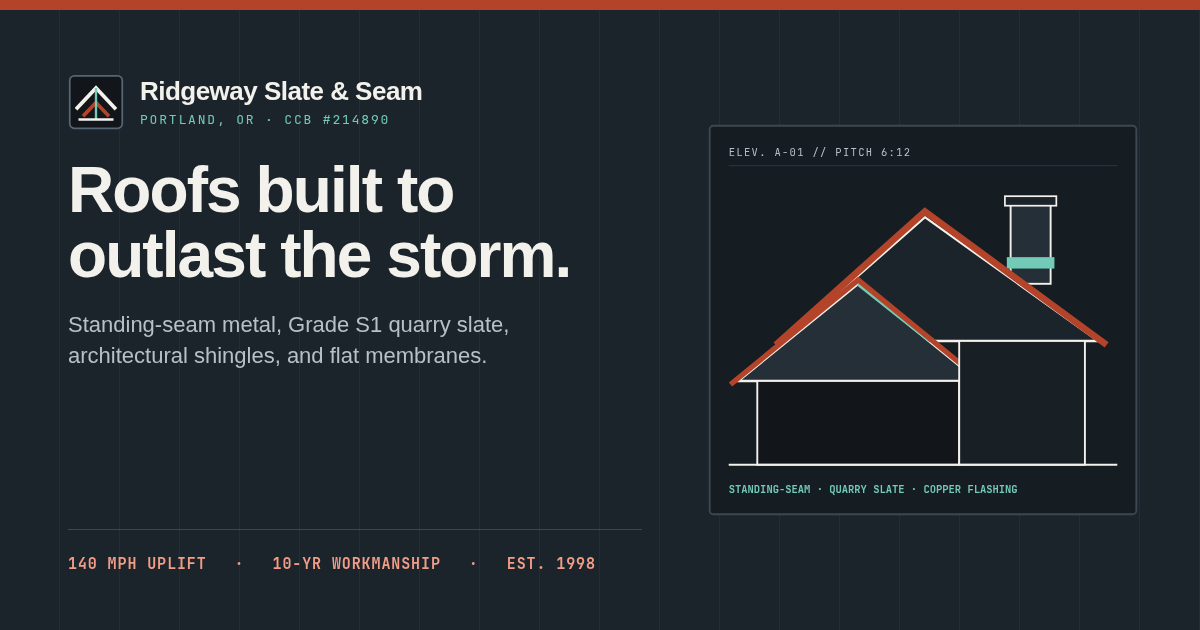 Ridgeway Slate & Seam
PORTLAND, OR · CCB #214890
Roofs built to
outlast the storm.
Standing-seam metal, Grade S1 quarry slate,
architectural shingles, and flat membranes.
140 MPH UPLIFT · 10-YR WORKMANSHIP · EST. 1998
ELEV. A-01 // PITCH 6:12
STANDING-SEAM · QUARRY SLATE · COPPER FLASHING